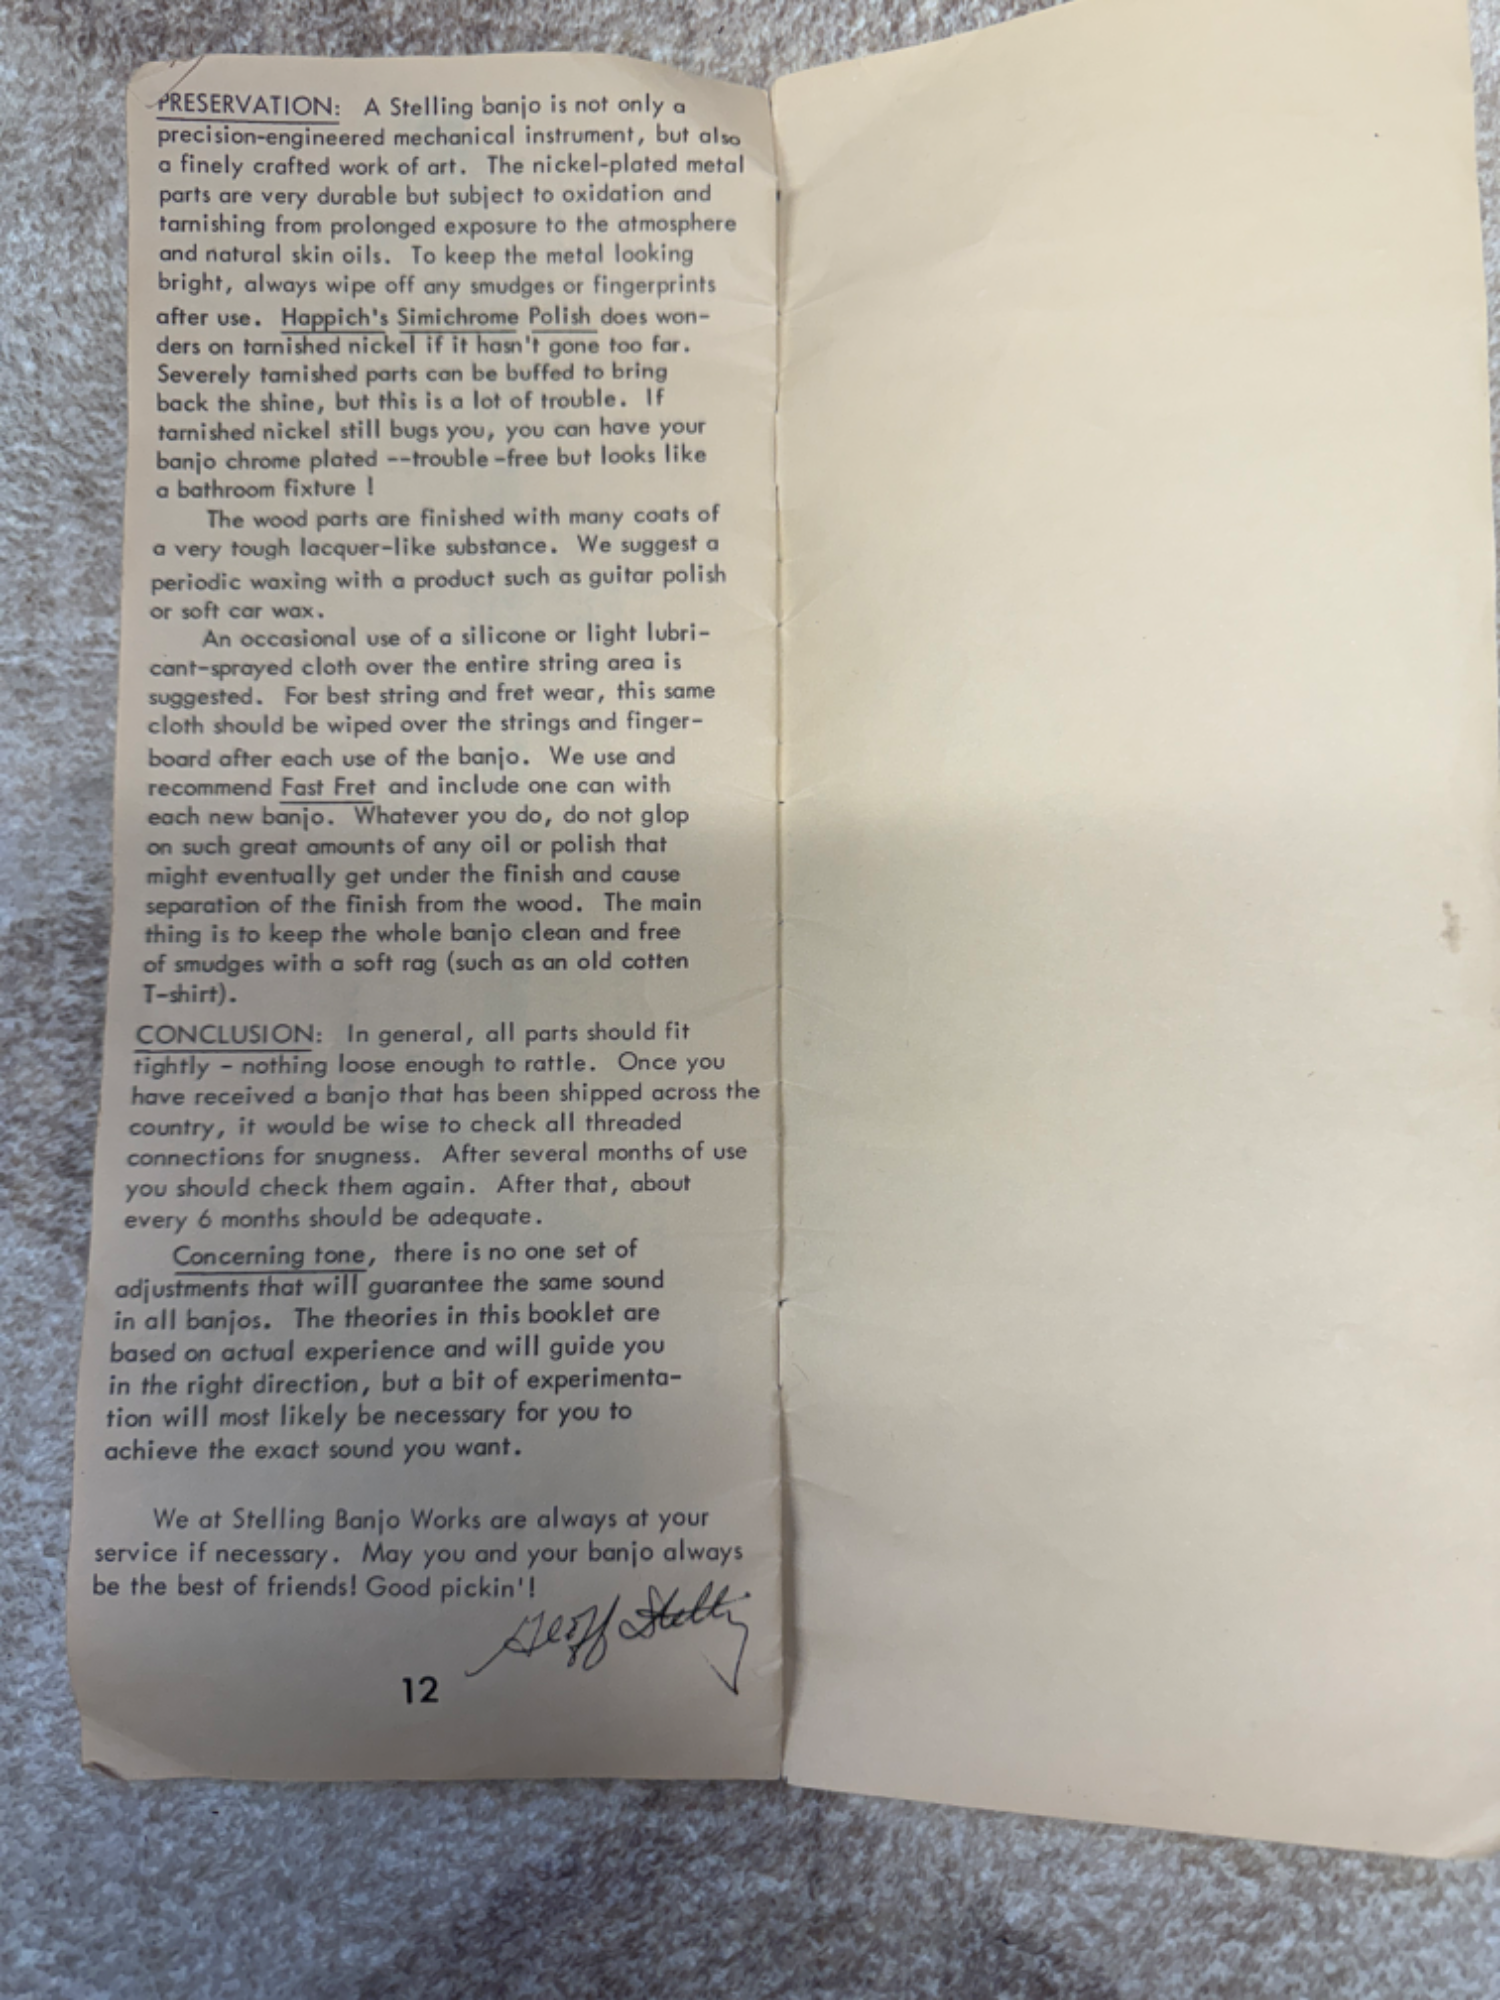 PRESERVATION: A Stelling banjo is not only a
precision-engineered mechanical instrument, but also
a finely crafted work of art. The nickel-plated metal
parts are very durable but subject to oxidation and
tarnishing from prolonged exposure to the atmosphere
and natural skin oils. To keep the metal looking
bright, always wipe off any smudges or fingerprints
after use. Happich's Simichrome Polish does won-
ders on tarnished nickel if it hasn't gone too far.
Severely tarnished parts can be buffed to bring
back the shine, but this is a lot of trouble. If
tarnished nickel still bugs you, you can have your
banjo chrome plated --trouble-free but looks like
a bathroom fixture !
The wood parts are finished with many coats of
a very tough lacquer-like substance. We suggest a
periodic waxing with a product such as guitar polish
or soft car wax.
An occasional use of a silicone or light lubri-
cant-sprayed cloth over the entire string area is
suggested. For best string and fret wear, this same
cloth should be wiped over the strings and finger-
board after each use of the banjo. We use and
recommend Fast Fret and include one can with
each new banjo. Whatever you do, do not glop
on such great amounts of any oil or polish that
might eventually get under the finish and cause
separation of the finish from the wood. The main
thing is to keep the whole banjo clean and free
of smudges with a soft rag (such as an old cotten
T-shirt).
CONCLUSION: In general, all parts should fit
tightly - nothing loose enough to rattle. Once you
have received a banjo that has been shipped across the
country, it would be wise to check all threaded
connections for snugness. After several months of use
you should check them again. After that, about
every 6 months should be adequate.
Concerning tone, there is no one set of
adjustments that will guarantee the same sound
in all banjos. The theories in this booklet are
based on actual experience and will guide you
in the right direction, but a bit of experimenta-
tion will most likely be necessary for you to
achieve the exact sound you want.
We at Stelling Banjo Works are always at your
service if necessary. May you and your banjo always
be the best of friends! Good pickin'!
Geoff Stelling
12